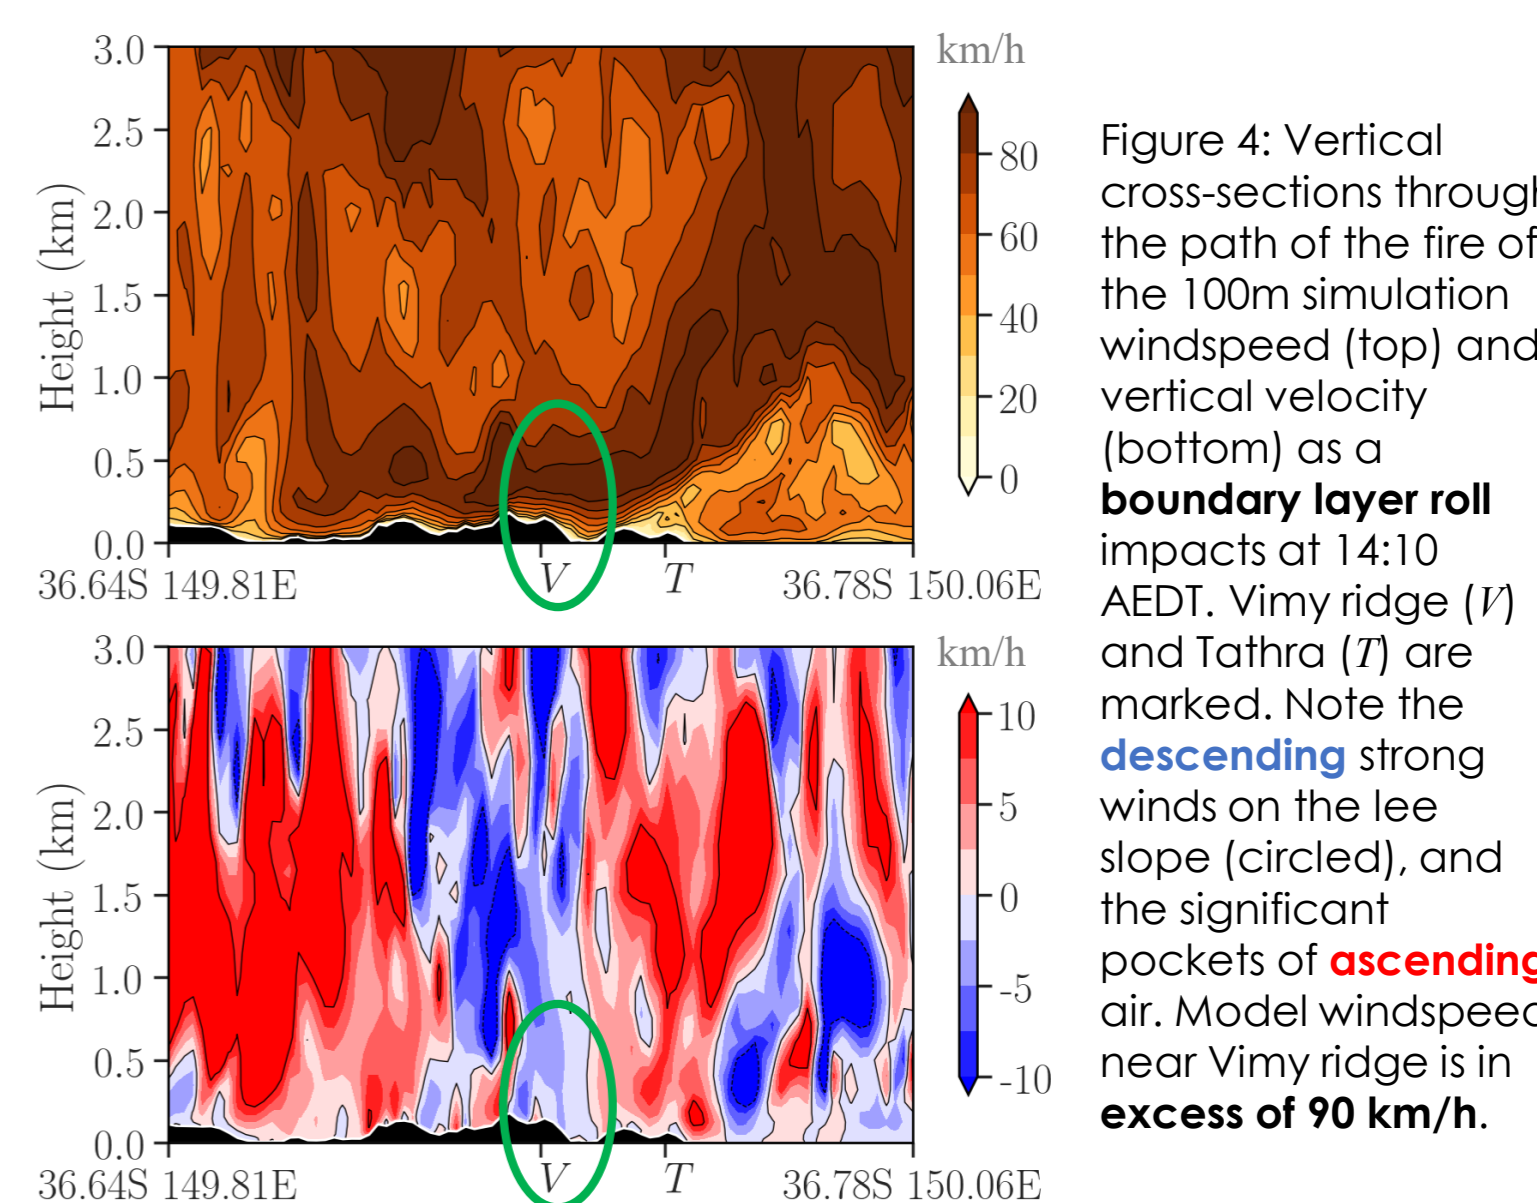 km/h
3.0
2.5
2.0
1.5
1.0
0.5
0.0
Height (km)
80
60
40
20
0
36.64S 149.81E
V
T
36.78S 150.06E
km/h
3.0
2.5
2.0
1.5
1.0
0.5
0.0
Height (km)
10
5
0
-5
-10
36.64S 149.81E
V
T
36.78S 150.06E
Figure 4: Vertical
cross-sections through
the path of the fire of
the 100m simulation
windspeed (top) and
vertical velocity
(bottom) as a
boundary layer roll
impacts at 14:10
AEDT. Vimy ridge (V)
and Tathra (T) are
marked. Note the
descending strong
winds on the lee
slope (circled), and
the significant
pockets of ascending
air. Model windspeed
near Vimy ridge is in
excess of 90 km/h.